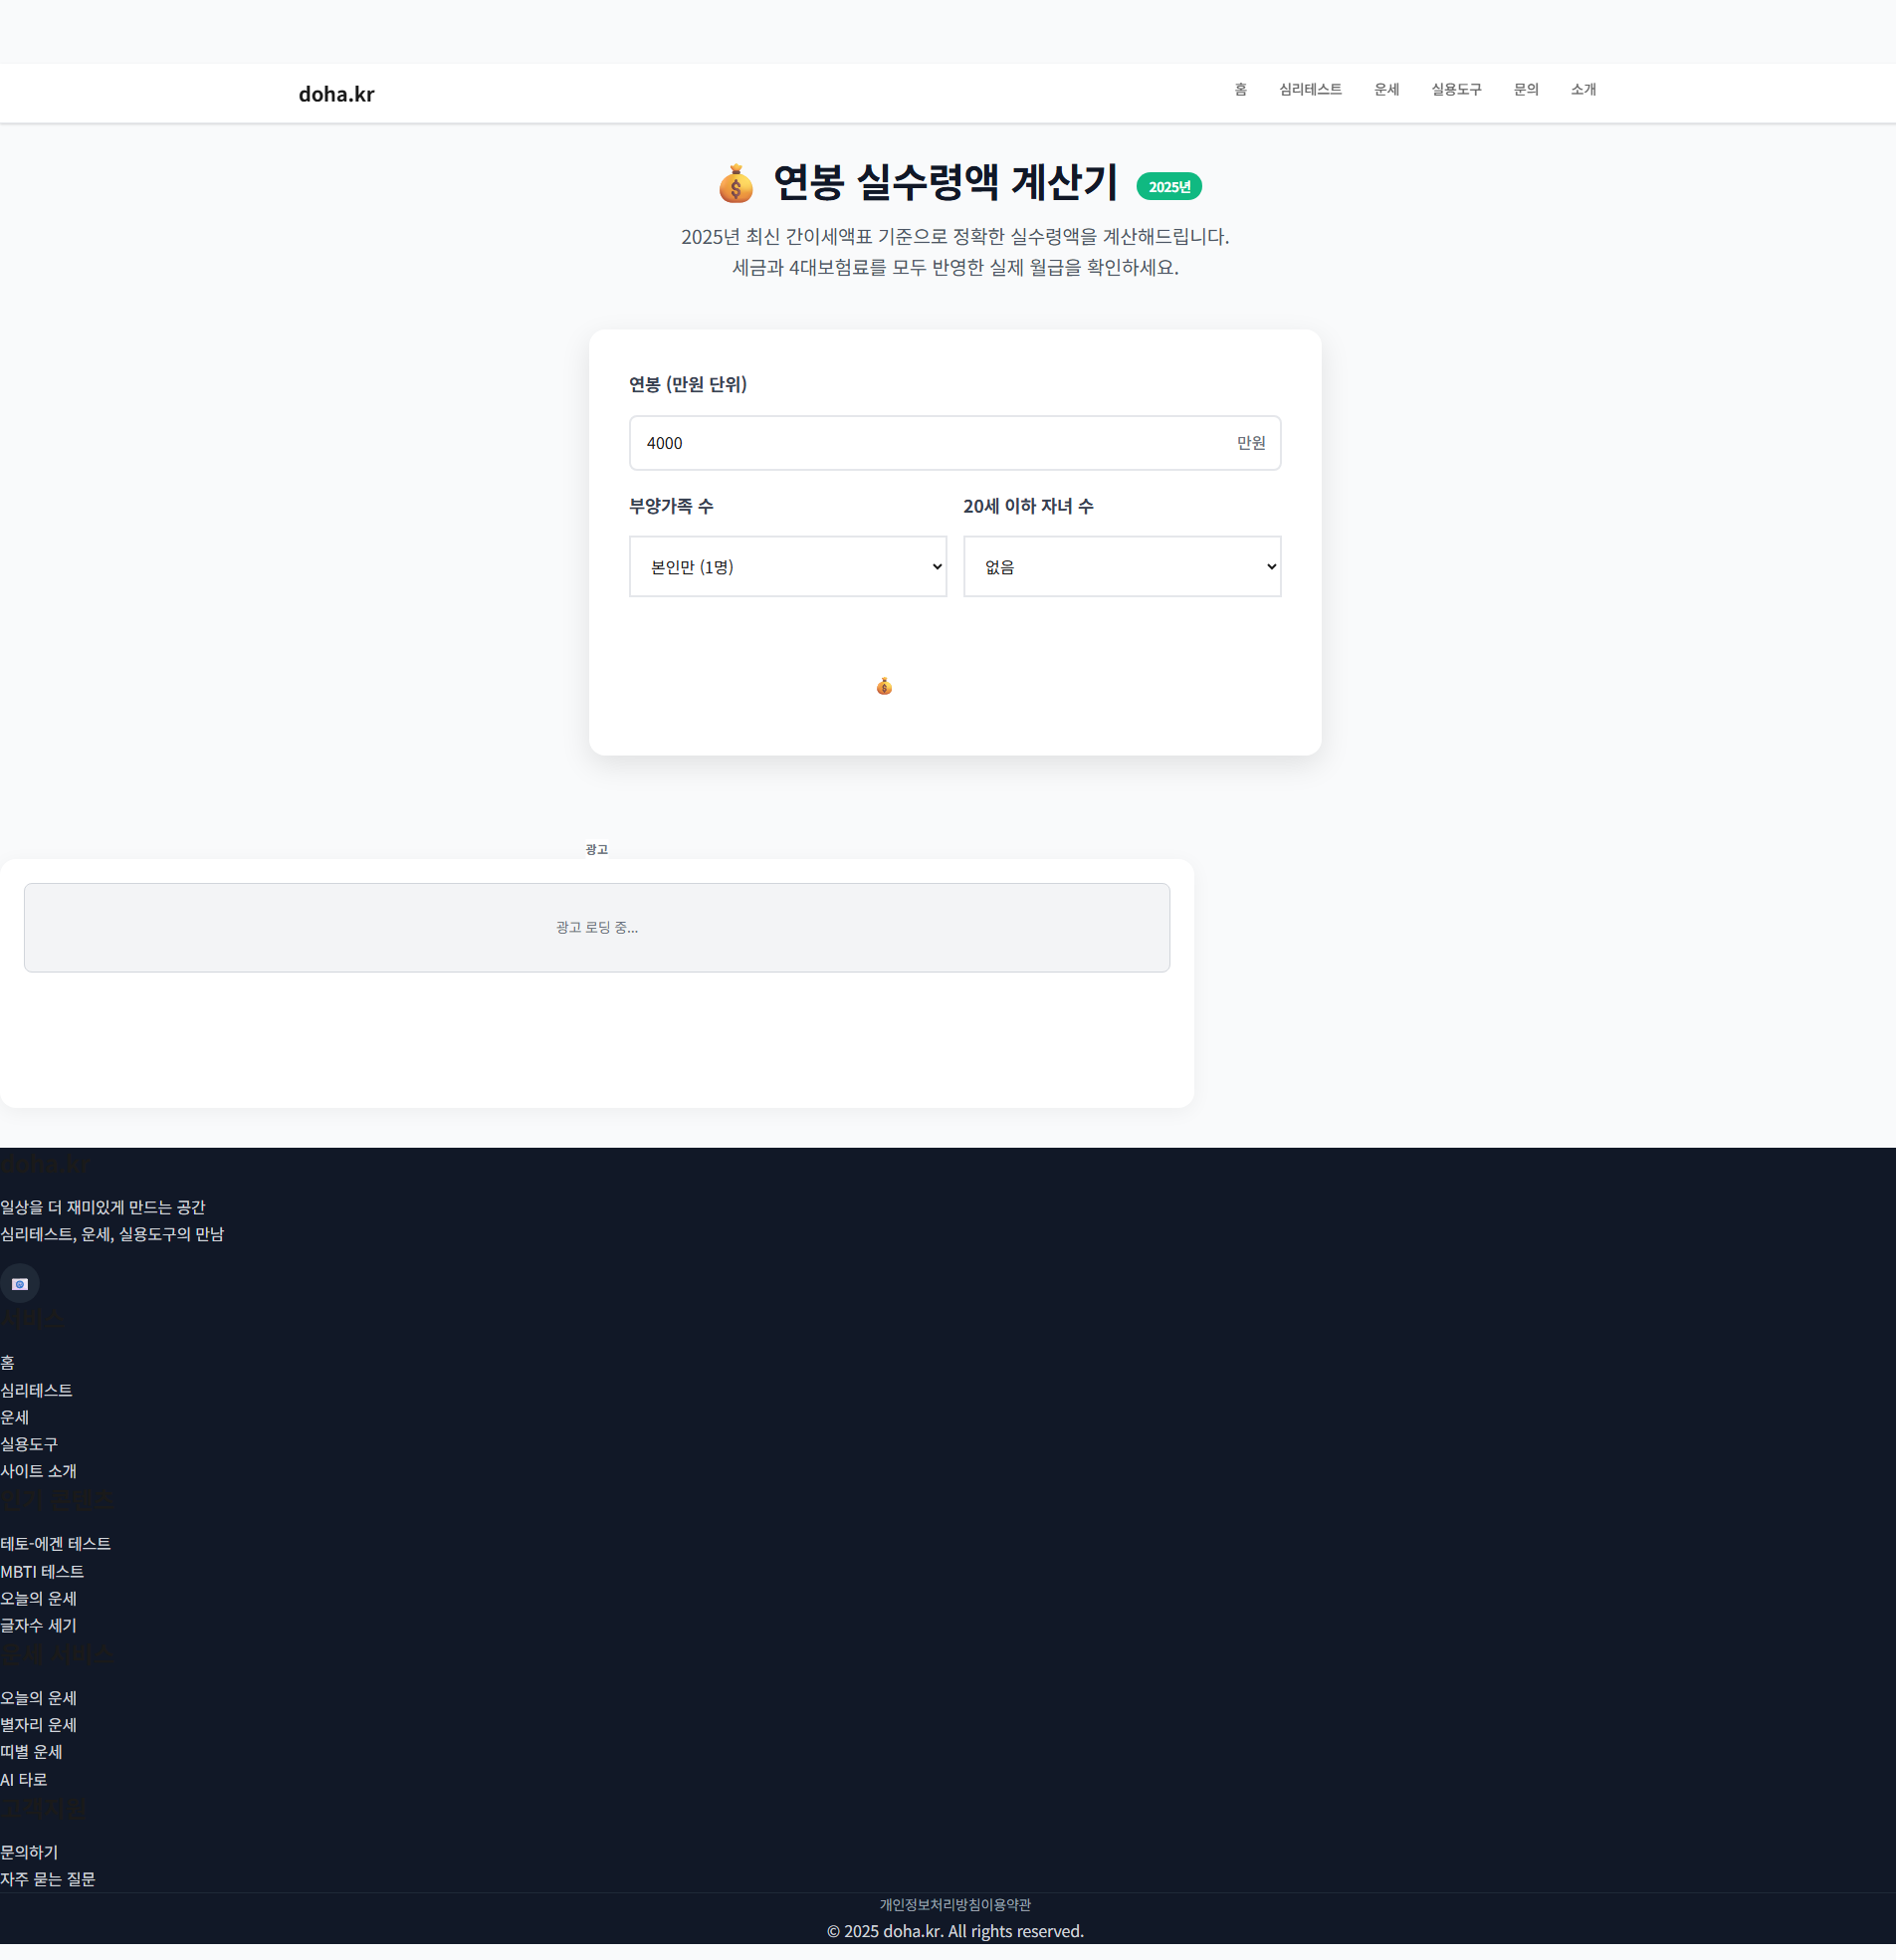 doha.kr
홈 심리테스트 운세 실용도구 문의 소개
💰 연봉 실수령액 계산기 2025년
2025년 최신 간이세액표 기준으로 정확한 실수령액을 계산해드립니다.
세금과 4대보험료를 모두 반영한 실제 월급을 확인하세요.
연봉 (만원 단위)
4000 만원
부양가족 수 20세 이하 자녀 수
본인만 (1명) 없음
💰
광고
광고 로딩 중...
doha.kr
일상을 더 재미있게 만드는 공간
심리테스트, 운세, 실용도구의 만남
📧
서비스
홈
심리테스트
운세
실용도구
사이트 소개
인기 콘텐츠
테토-에겐 테스트
MBTI 테스트
오늘의 운세
글자수 세기
운세 서비스
오늘의 운세
별자리 운세
띠별 운세
AI 타로
고객지원
문의하기
자주 묻는 질문
개인정보처리방침이용약관
© 2025 doha.kr. All rights reserved.